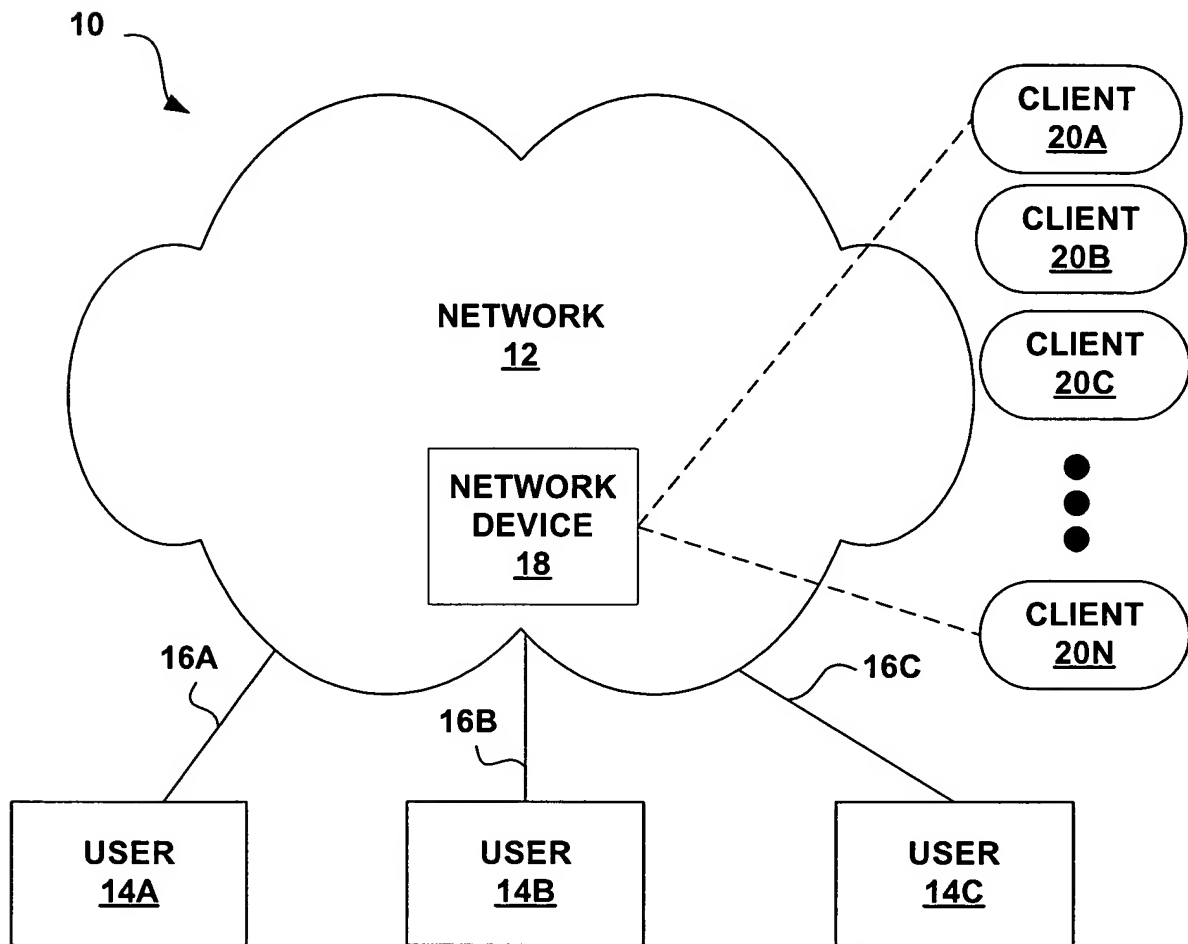 10
CLIENT
20A
CLIENT
20B
NETWORK
12
CLIENT
20C
NETWORK
DEVICE
18
CLIENT
20N
16A
16B
16C
USER
14A
USER
14B
USER
14C